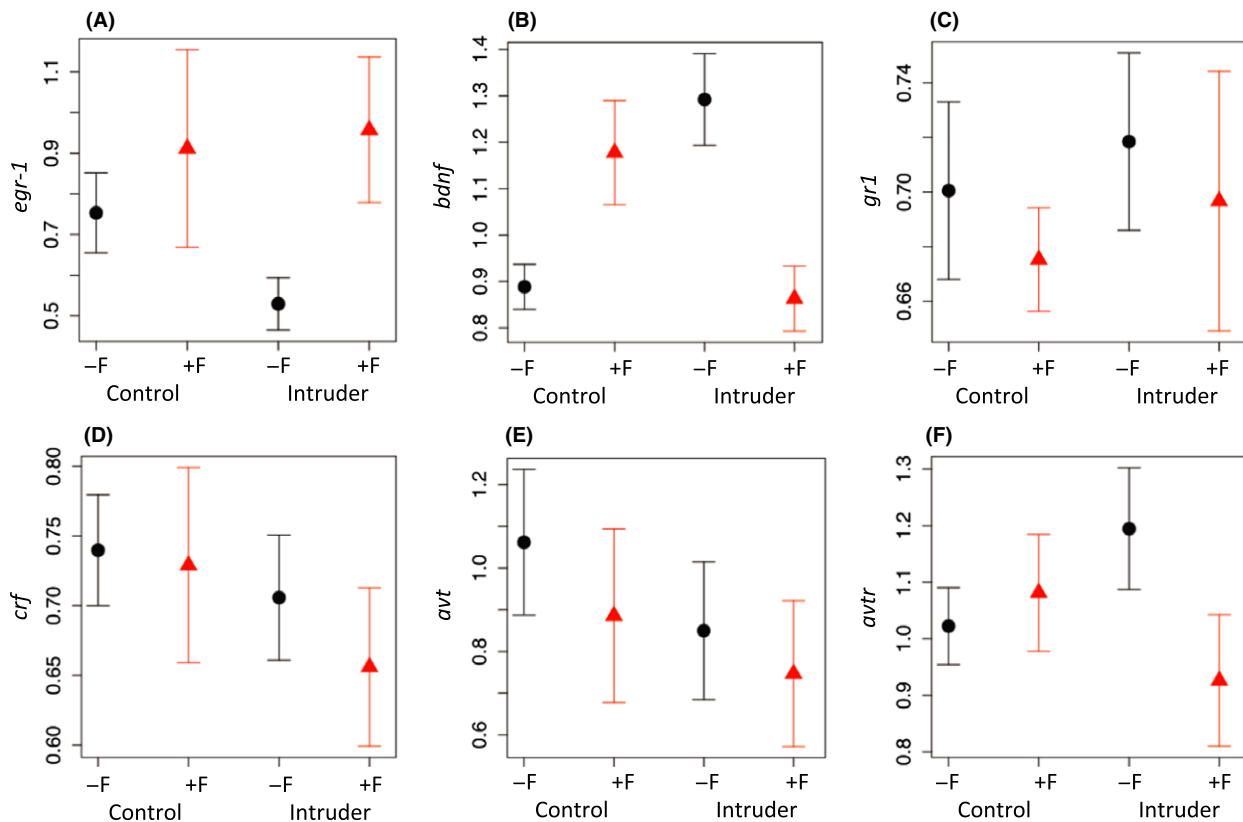 (A)
egr-1
1.1
0.9
0.7
0.5
–F +F –F +F
Control Intruder
(B)
bdnf
1.4
1.3
1.2
1.1
1.0
0.9
0.8
–F +F –F +F
Control Intruder
(C)
gr1
0.74
0.70
0.66
–F +F –F +F
Control Intruder
(D)
crf
0.80
0.75
0.70
0.65
0.60
–F +F –F +F
Control Intruder
(E)
avt
1.2
1.0
0.8
0.6
–F +F –F +F
Control Intruder
(F)
avtr
1.3
1.2
1.1
1.0
0.9
0.8
–F +F –F +F
Control Intruder